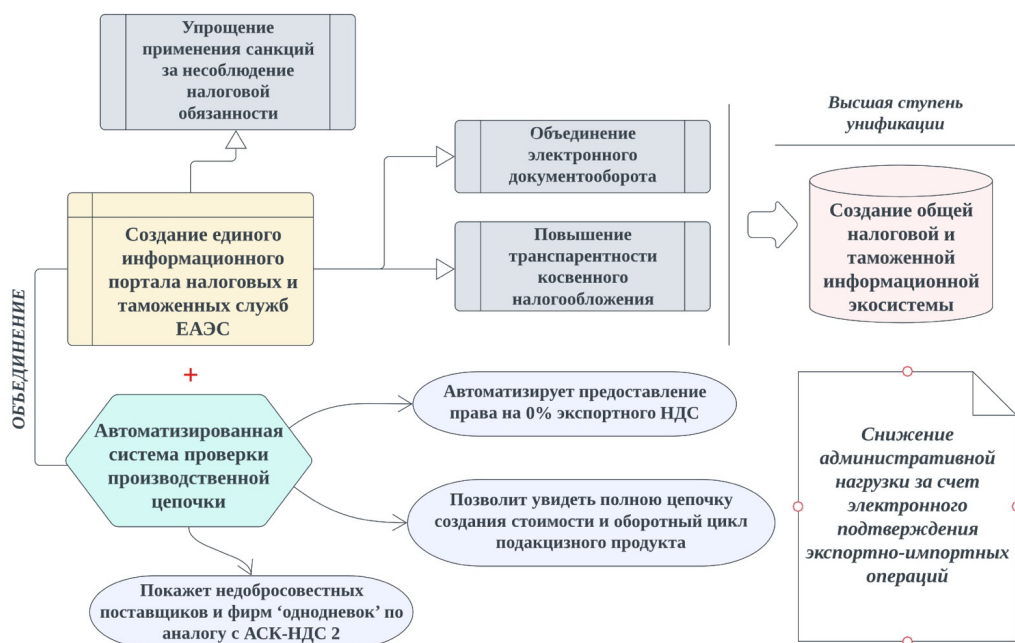 Упрощение
применения санкций
за несоблюдение
налоговой
обязанности
Объединение
электронного
документооборота
Высшая ступень
унификации
Создание единого
информационного
портала налоговых и
таможенных служб
ЕАЭС
Повышение
транспарентности
косвенного
налогообложения
Создание общей
налоговой и
таможенной
информационной
экосистемы
ОБЪЕДИНЕНИЕ
+
Автоматизированная
система проверки
производственной
цепочки
Автоматизирует предоставление
права на 0% экспортного НДС
Позволит увидеть полною цепочку
создания стоимости и оборотный цикл
подакцизного продукта
Покажет недобросовестных
поставщиков и фирм ‘однодневок’ по
аналогу с АСК-НДС 2
Снижение
административной
нагрузки за счет
электронного
подтверждения
экспортно-импортных
операций